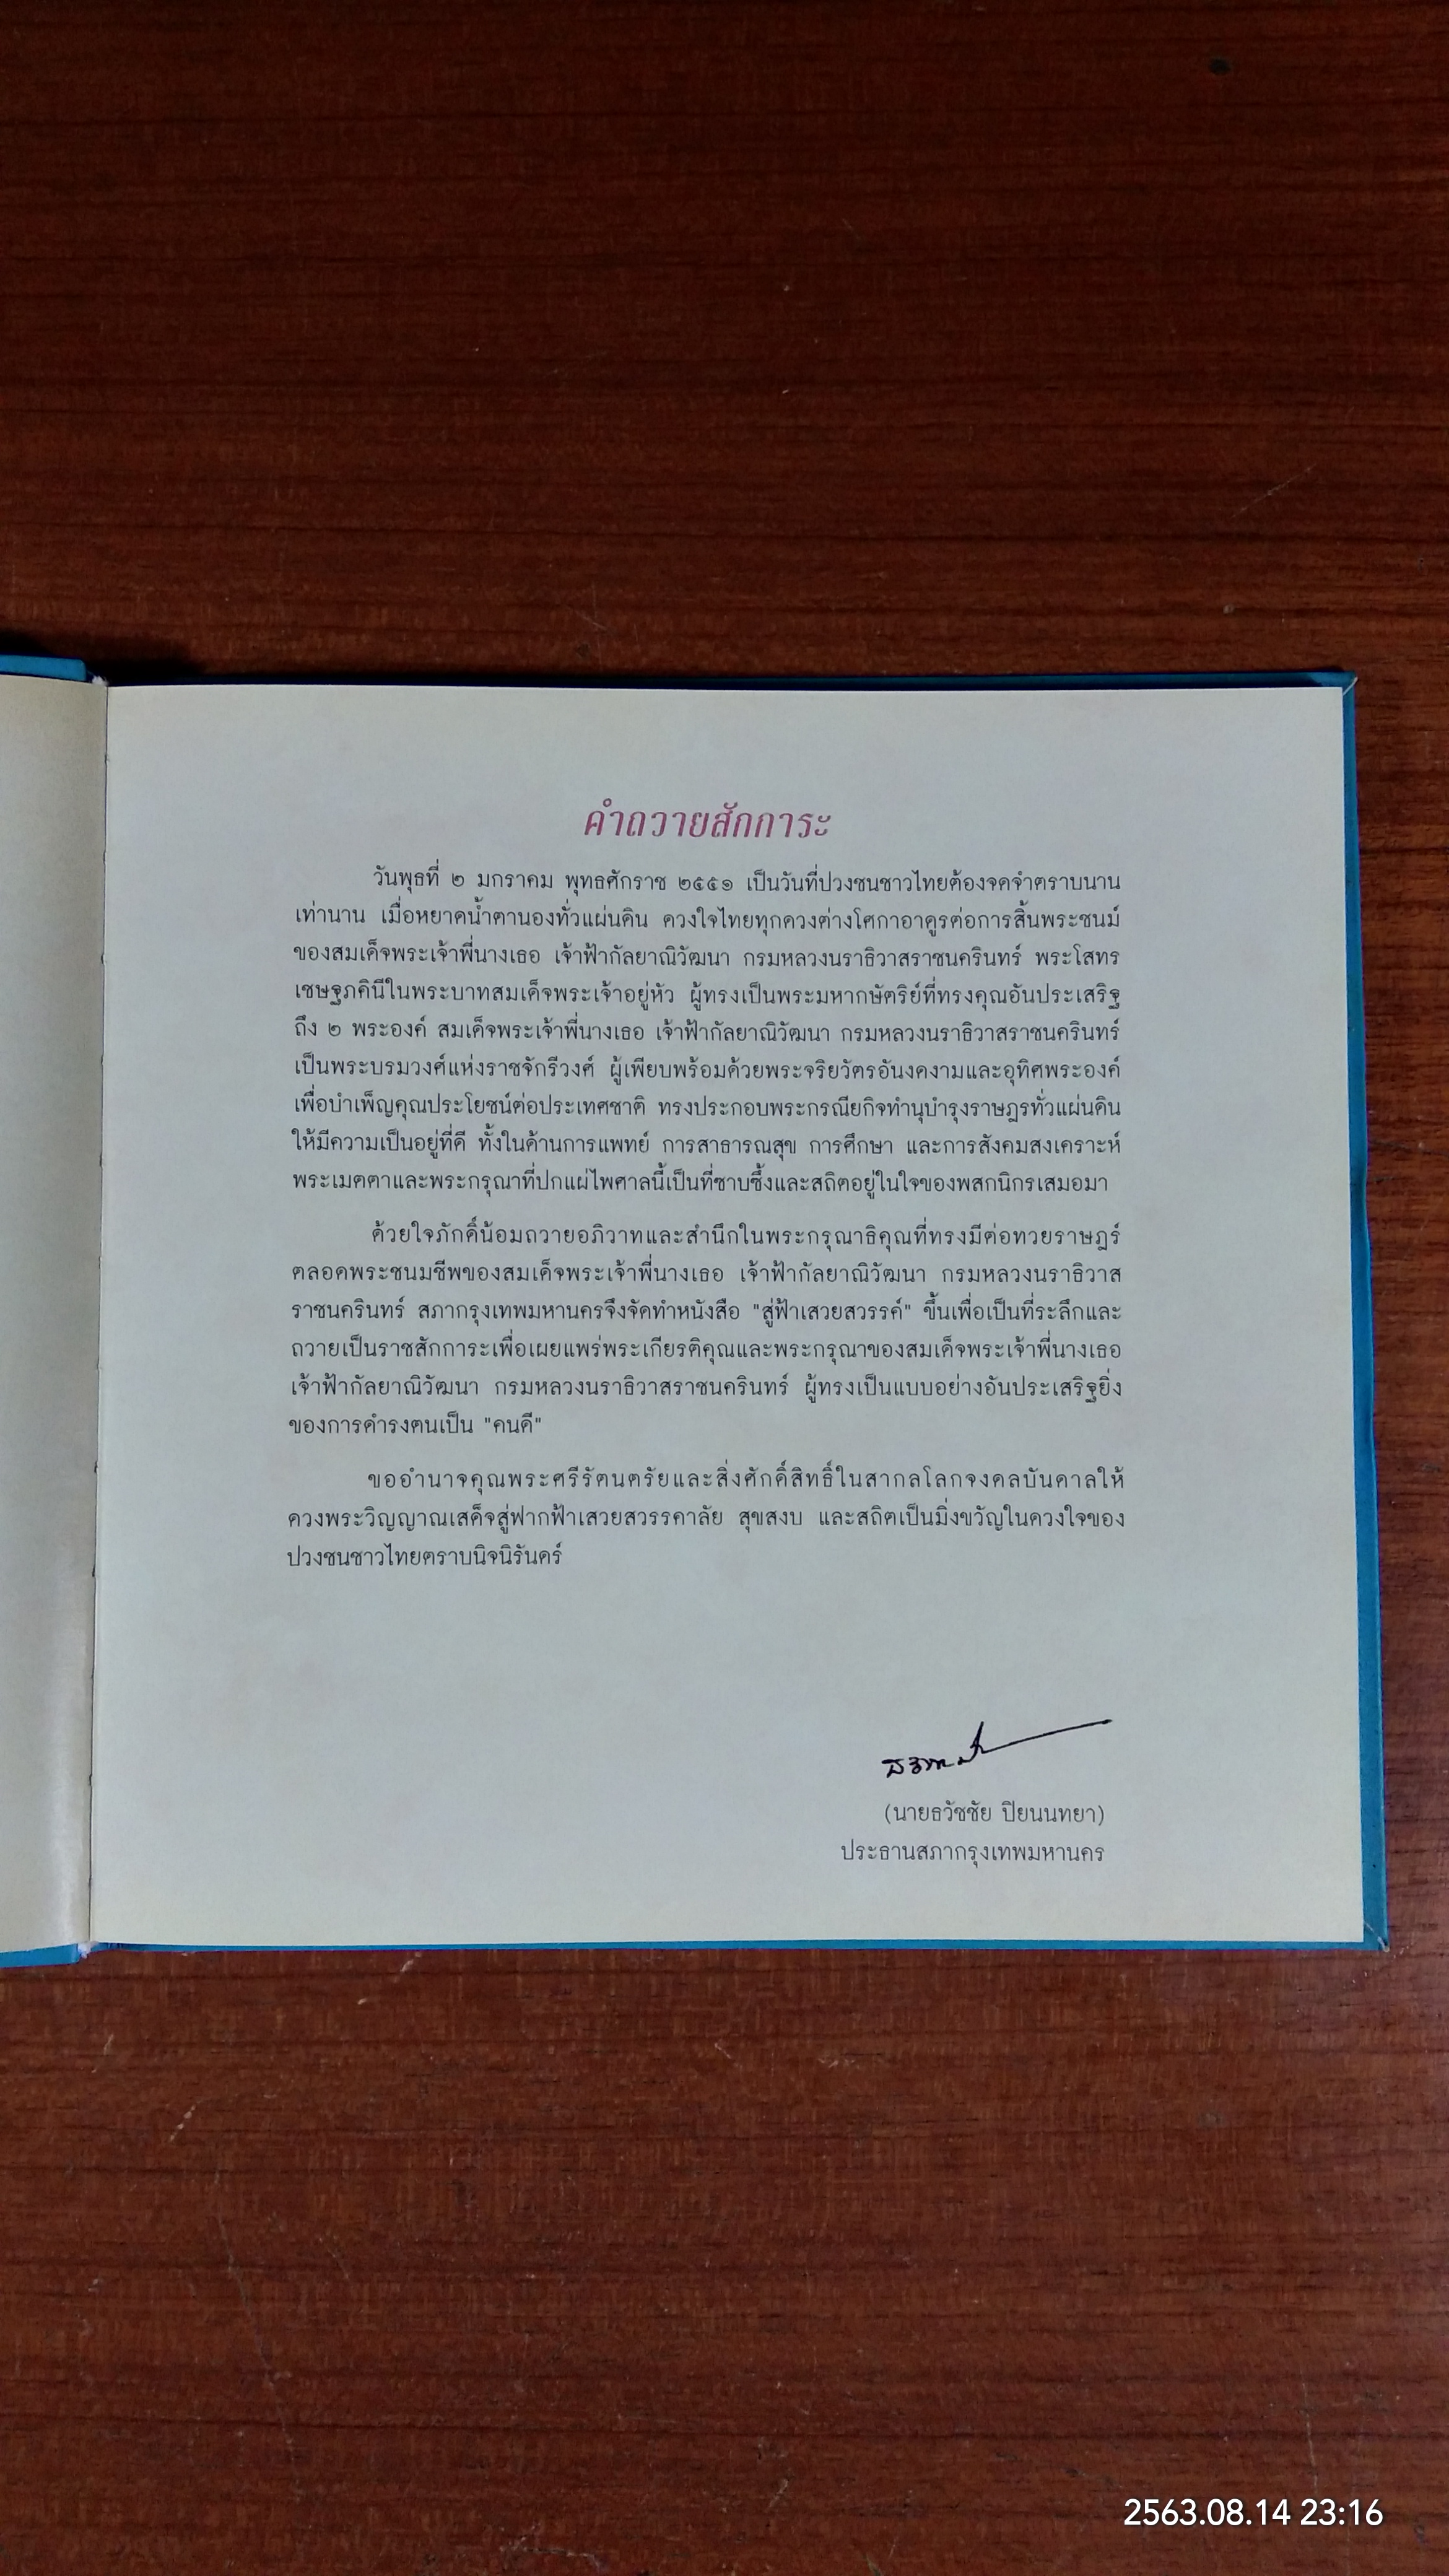 คำถวายสักการะ
วันพุธที่ ๒ มกราคม พุทธศักราช ๒๕๕๑ เป็นวันที่ปวงชนชาวไทยต้องจดจำตราบนาน
เท่านาน เมื่อหยาดน้ำตานองทั่วแผ่นดิน ดวงใจไทยทุกดวงต่างโศกาอาดูรต่อการสิ้นพระชนม์
ของสมเด็จพระเจ้าพี่นางเธอ เจ้าฟ้ากัลยาณิวัฒนา กรมหลวงนราธิวาสราชนครินทร์ พระโสทร
เชษฐภคินีในพระบาทสมเด็จพระเจ้าอยู่หัว ผู้ทรงเป็นพระมหากษัตริย์ที่ทรงคุณอันประเสริฐ
ถึง ๒ พระองค์ สมเด็จพระเจ้าพี่นางเธอ เจ้าฟ้ากัลยาณิวัฒนา กรมหลวงนราธิวาสราชนครินทร์
เป็นพระบรมวงศ์แห่งราชจักรีวงศ์ ผู้เพียบพร้อมด้วยพระจริยวัตรอันงดงามและอุทิศพระองค์
เพื่อบำเพ็ญคุณประโยชน์ต่อประเทศชาติ ทรงประกอบพระกรณียกิจทำนุบำรุงราษฎรทั่วแผ่นดิน
ให้มีความเป็นอยู่ที่ดี ทั้งในด้านการแพทย์ การสาธารณสุข การศึกษา และการสังคมสงเคราะห์
พระเมตตาและพระกรุณาที่ปกแผ่ไพศาลนี้เป็นที่ซาบซึ้งและสถิตอยู่ในใจของพสกนิกรเสมอมา
ด้วยใจภักดิ์น้อมถวายอภิวาทและสำนึกในพระกรุณาธิคุณที่ทรงมีต่อทวยราษฎร์
ตลอดพระชนมชีพของสมเด็จพระเจ้าพี่นางเธอ เจ้าฟ้ากัลยาณิวัฒนา กรมหลวงนราธิวาส
ราชนครินทร์ สภากรุงเทพมหานครจึงจัดทำหนังสือ "สู่ฟ้าเสวยสวรรค์" ขึ้นเพื่อเป็นที่ระลึกและ
ถวายเป็นราชสักการะเพื่อเผยแพร่พระเกียรติคุณและพระกรุณาของสมเด็จพระเจ้าพี่นางเธอ
เจ้าฟ้ากัลยาณิวัฒนา กรมหลวงนราธิวาสราชนครินทร์ ผู้ทรงเป็นแบบอย่างอันประเสริฐยิ่ง
ของการดำรงตนเป็น "คนดี"
ขออำนาจคุณพระศรีรัตนตรัยและสิ่งศักดิ์สิทธิ์ในสากลโลกจงดลบันดาลให้
ดวงพระวิญญาณเสด็จสู่ฟากฟ้าเสวยสวรรคาลัย สุขสงบ และสถิตเป็นมิ่งขวัญในดวงใจของ
ปวงชนชาวไทยตราบนิจนิรันดร์
(นายธวัชชัย ปิยนนทยา)
ประธานสภากรุงเทพมหานคร
2563.08.14 23:16